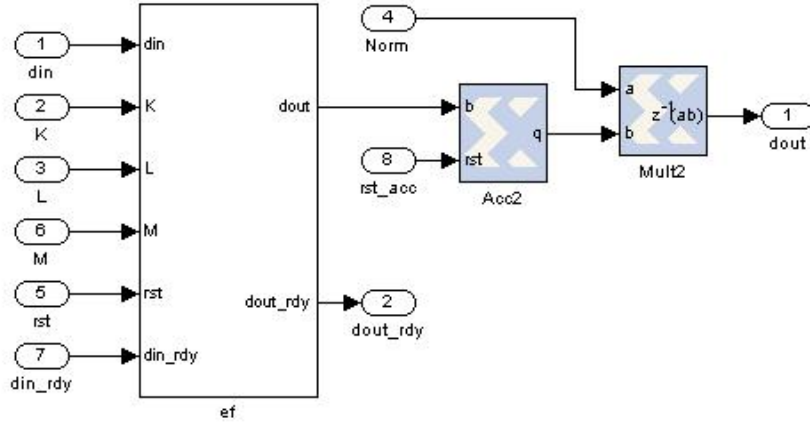 1
din
2
K
3
L
6
M
5
rst
7
din_rdy
din
K
L
M
rst
din_rdy
dout
dout_rdy
ef
4
Norm
8
rst_acc
2
dout_rdy
b
rst
q
Acc2
a
b
z⁻¹(ab)
Mult2
1
dout